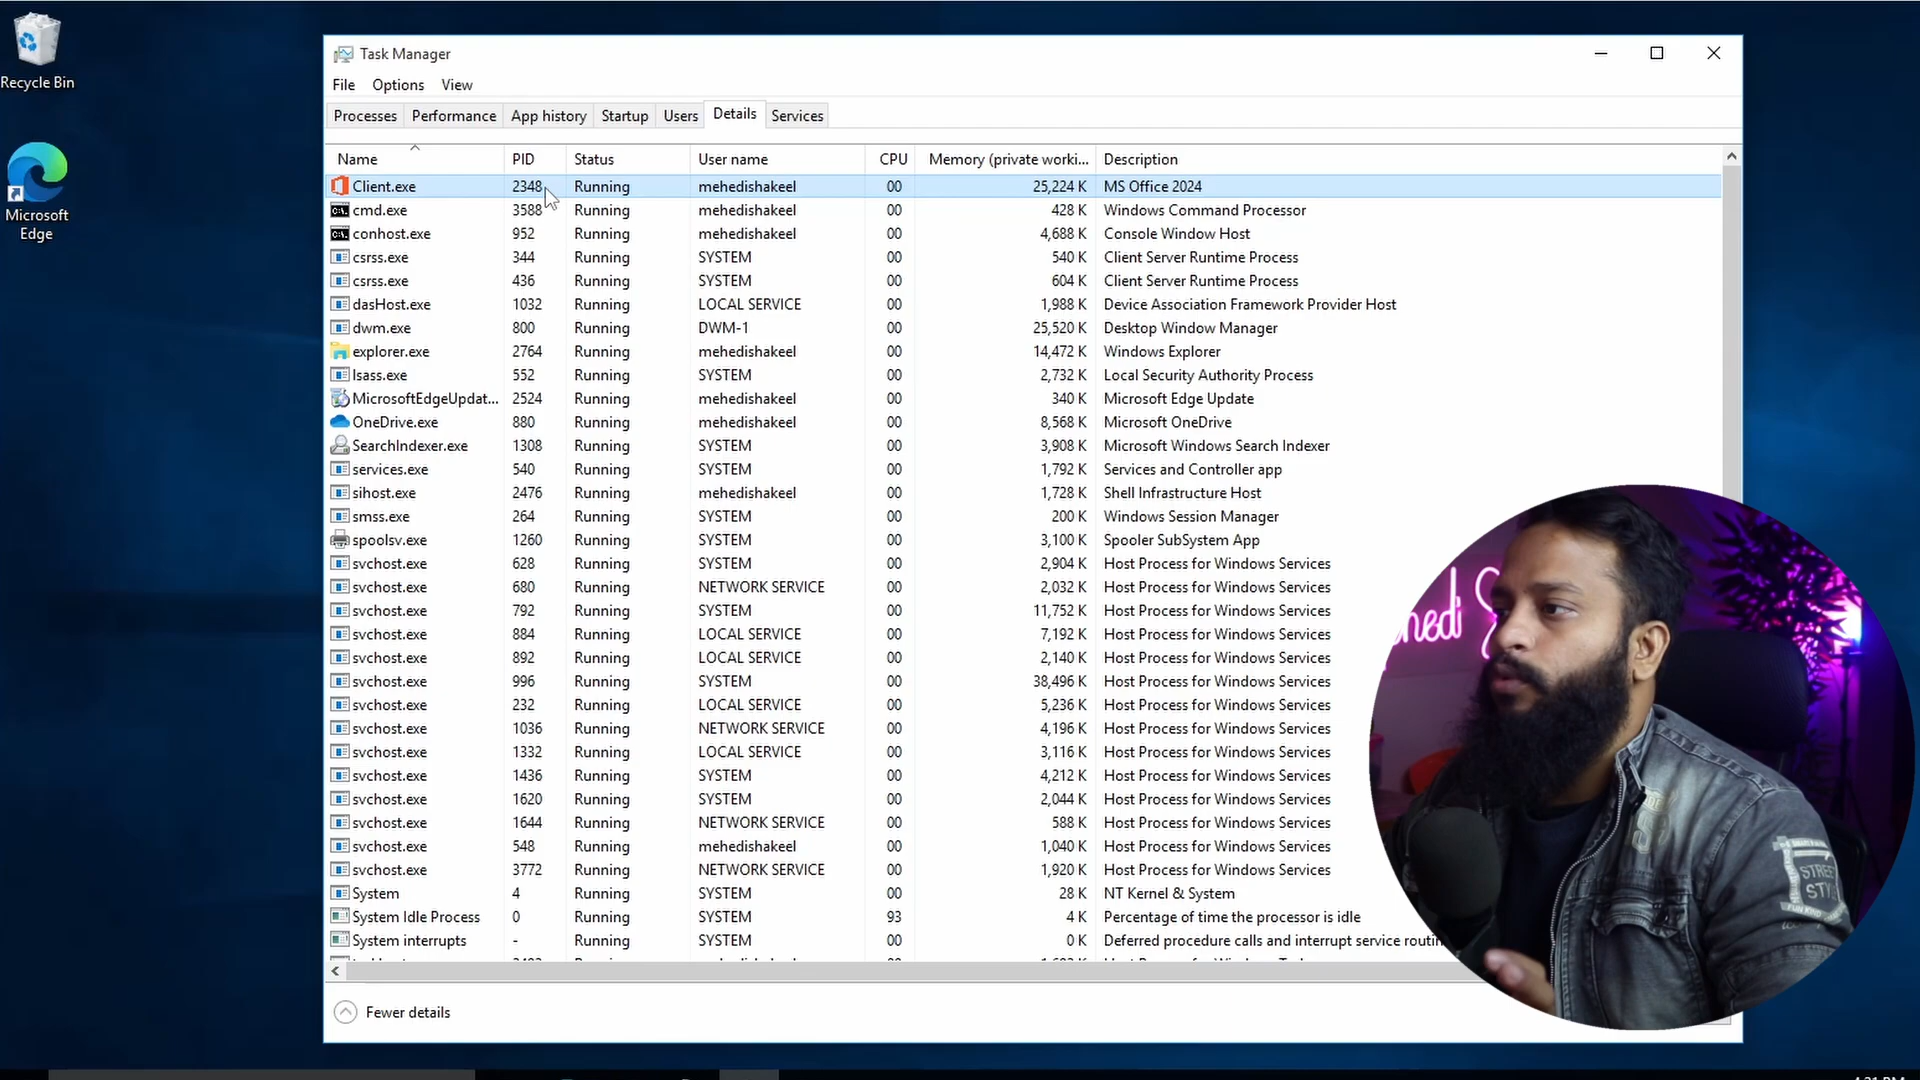 Recycle Bin
Microsoft
Edge
Task Manager
File Options View
Processes Performance App history Startup Users Details Services
Name PID Status User name CPU Memory (private worki... Description
Client.exe 2348 Running mehedishakeel 00 25,224 K MS Office 2024
cmd.exe 3588 Running mehedishakeel 00 428 K Windows Command Processor
conhost.exe 952 Running mehedishakeel 00 4,688 K Console Window Host
csrss.exe 344 Running SYSTEM 00 540 K Client Server Runtime Process
csrss.exe 436 Running SYSTEM 00 604 K Client Server Runtime Process
dasHost.exe 1032 Running LOCAL SERVICE 00 1,988 K Device Association Framework Provider Host
dwm.exe 800 Running DWM-1 00 25,520 K Desktop Window Manager
explorer.exe 2764 Running mehedishakeel 00 14,472 K Windows Explorer
lsass.exe 552 Running SYSTEM 00 2,732 K Local Security Authority Process
MicrosoftEdgeUpdat... 2524 Running mehedishakeel 00 340 K Microsoft Edge Update
OneDrive.exe 880 Running mehedishakeel 00 8,568 K Microsoft OneDrive
SearchIndexer.exe 1308 Running SYSTEM 00 3,908 K Microsoft Windows Search Indexer
services.exe 540 Running SYSTEM 00 1,792 K Services and Controller app
sihost.exe 2476 Running mehedishakeel 00 1,728 K Shell Infrastructure Host
smss.exe 264 Running SYSTEM 00 200 K Windows Session Manager
spoolsv.exe 1260 Running SYSTEM 00 3,100 K Spooler SubSystem App
svchost.exe 628 Running SYSTEM 00 2,904 K Host Process for Windows Services
svchost.exe 680 Running NETWORK SERVICE 00 2,032 K Host Process for Windows Services
svchost.exe 792 Running SYSTEM 00 11,752 K Host Process for Windows Services
svchost.exe 884 Running LOCAL SERVICE 00 7,192 K Host Process for Windows Services
svchost.exe 892 Running LOCAL SERVICE 00 2,140 K Host Process for Windows Services
svchost.exe 996 Running SYSTEM 00 38,496 K Host Process for Windows Services
svchost.exe 232 Running LOCAL SERVICE 00 5,236 K Host Process for Windows Services
svchost.exe 1036 Running NETWORK SERVICE 00 4,196 K Host Process for Windows Services
svchost.exe 1332 Running LOCAL SERVICE 00 3,116 K Host Process for Windows Services
svchost.exe 1436 Running SYSTEM 00 4,212 K Host Process for Windows Services
svchost.exe 1620 Running SYSTEM 00 2,044 K Host Process for Windows Services
svchost.exe 1644 Running NETWORK SERVICE 00 588 K Host Process for Windows Services
svchost.exe 548 Running mehedishakeel 00 1,040 K Host Process for Windows Services
svchost.exe 3772 Running NETWORK SERVICE 00 1,920 K Host Process for Windows Services
System 4 Running SYSTEM 00 28 K NT Kernel & System
System Idle Process 0 Running SYSTEM 93 4 K Percentage of time the processor is idle
System interrupts - Running SYSTEM 00 0 K Deferred procedure calls and interrupt service routin
Fewer details
STREET
STY